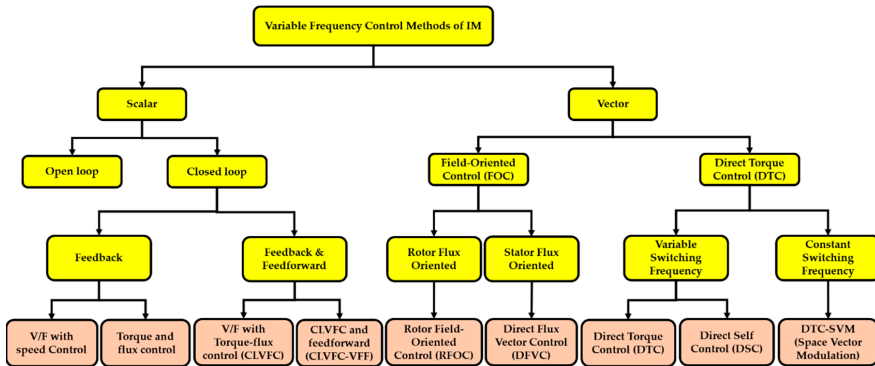 Variable Frequency Control Methods of IM
Scalar
Vector
Open loop
Closed loop
Field-Oriented
Control (FOC)
Direct Torque
Control (DTC)
Feedback
Feedback &
Feedforward
Rotor Flux
Oriented
Stator Flux
Oriented
Variable
Switching
Frequency
Constant
Switching
Frequency
V/F with
speed Control
Torque and
flux control
V/F with
Torque-flux
control (CLVFC)
CLVFC and
feedforward
(CLVFC-VFF)
Rotor Field-
Oriented
Control (RFOC)
Direct Flux
Vector Control
(DFVC)
Direct Torque
Control (DTC)
Direct Self
Control (DSC)
DTC-SVM
(Space Vector
Modulation)